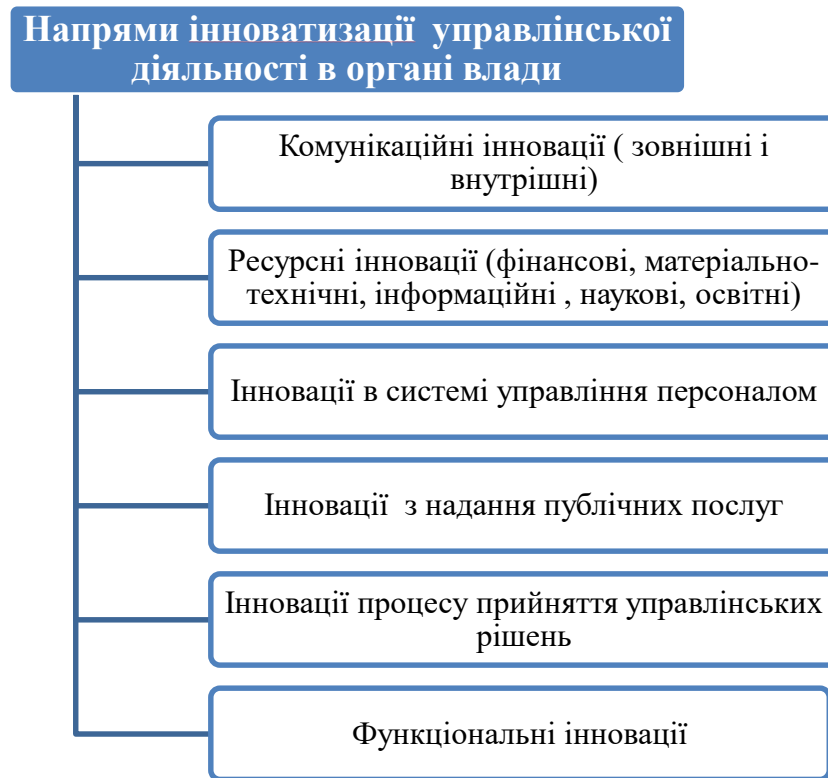 Напрями інноватизації  управлінської
діяльності в органі влади
Комунікаційні інновації ( зовнішні і
внутрішні)
Ресурсні інновації (фінансові, матеріально-
технічні, інформаційні , наукові, освітні)
Інновації в системі управління персоналом
Інновації  з надання публічних послуг
Інновації процесу прийняття управлінських
рішень
Функціональні інновації